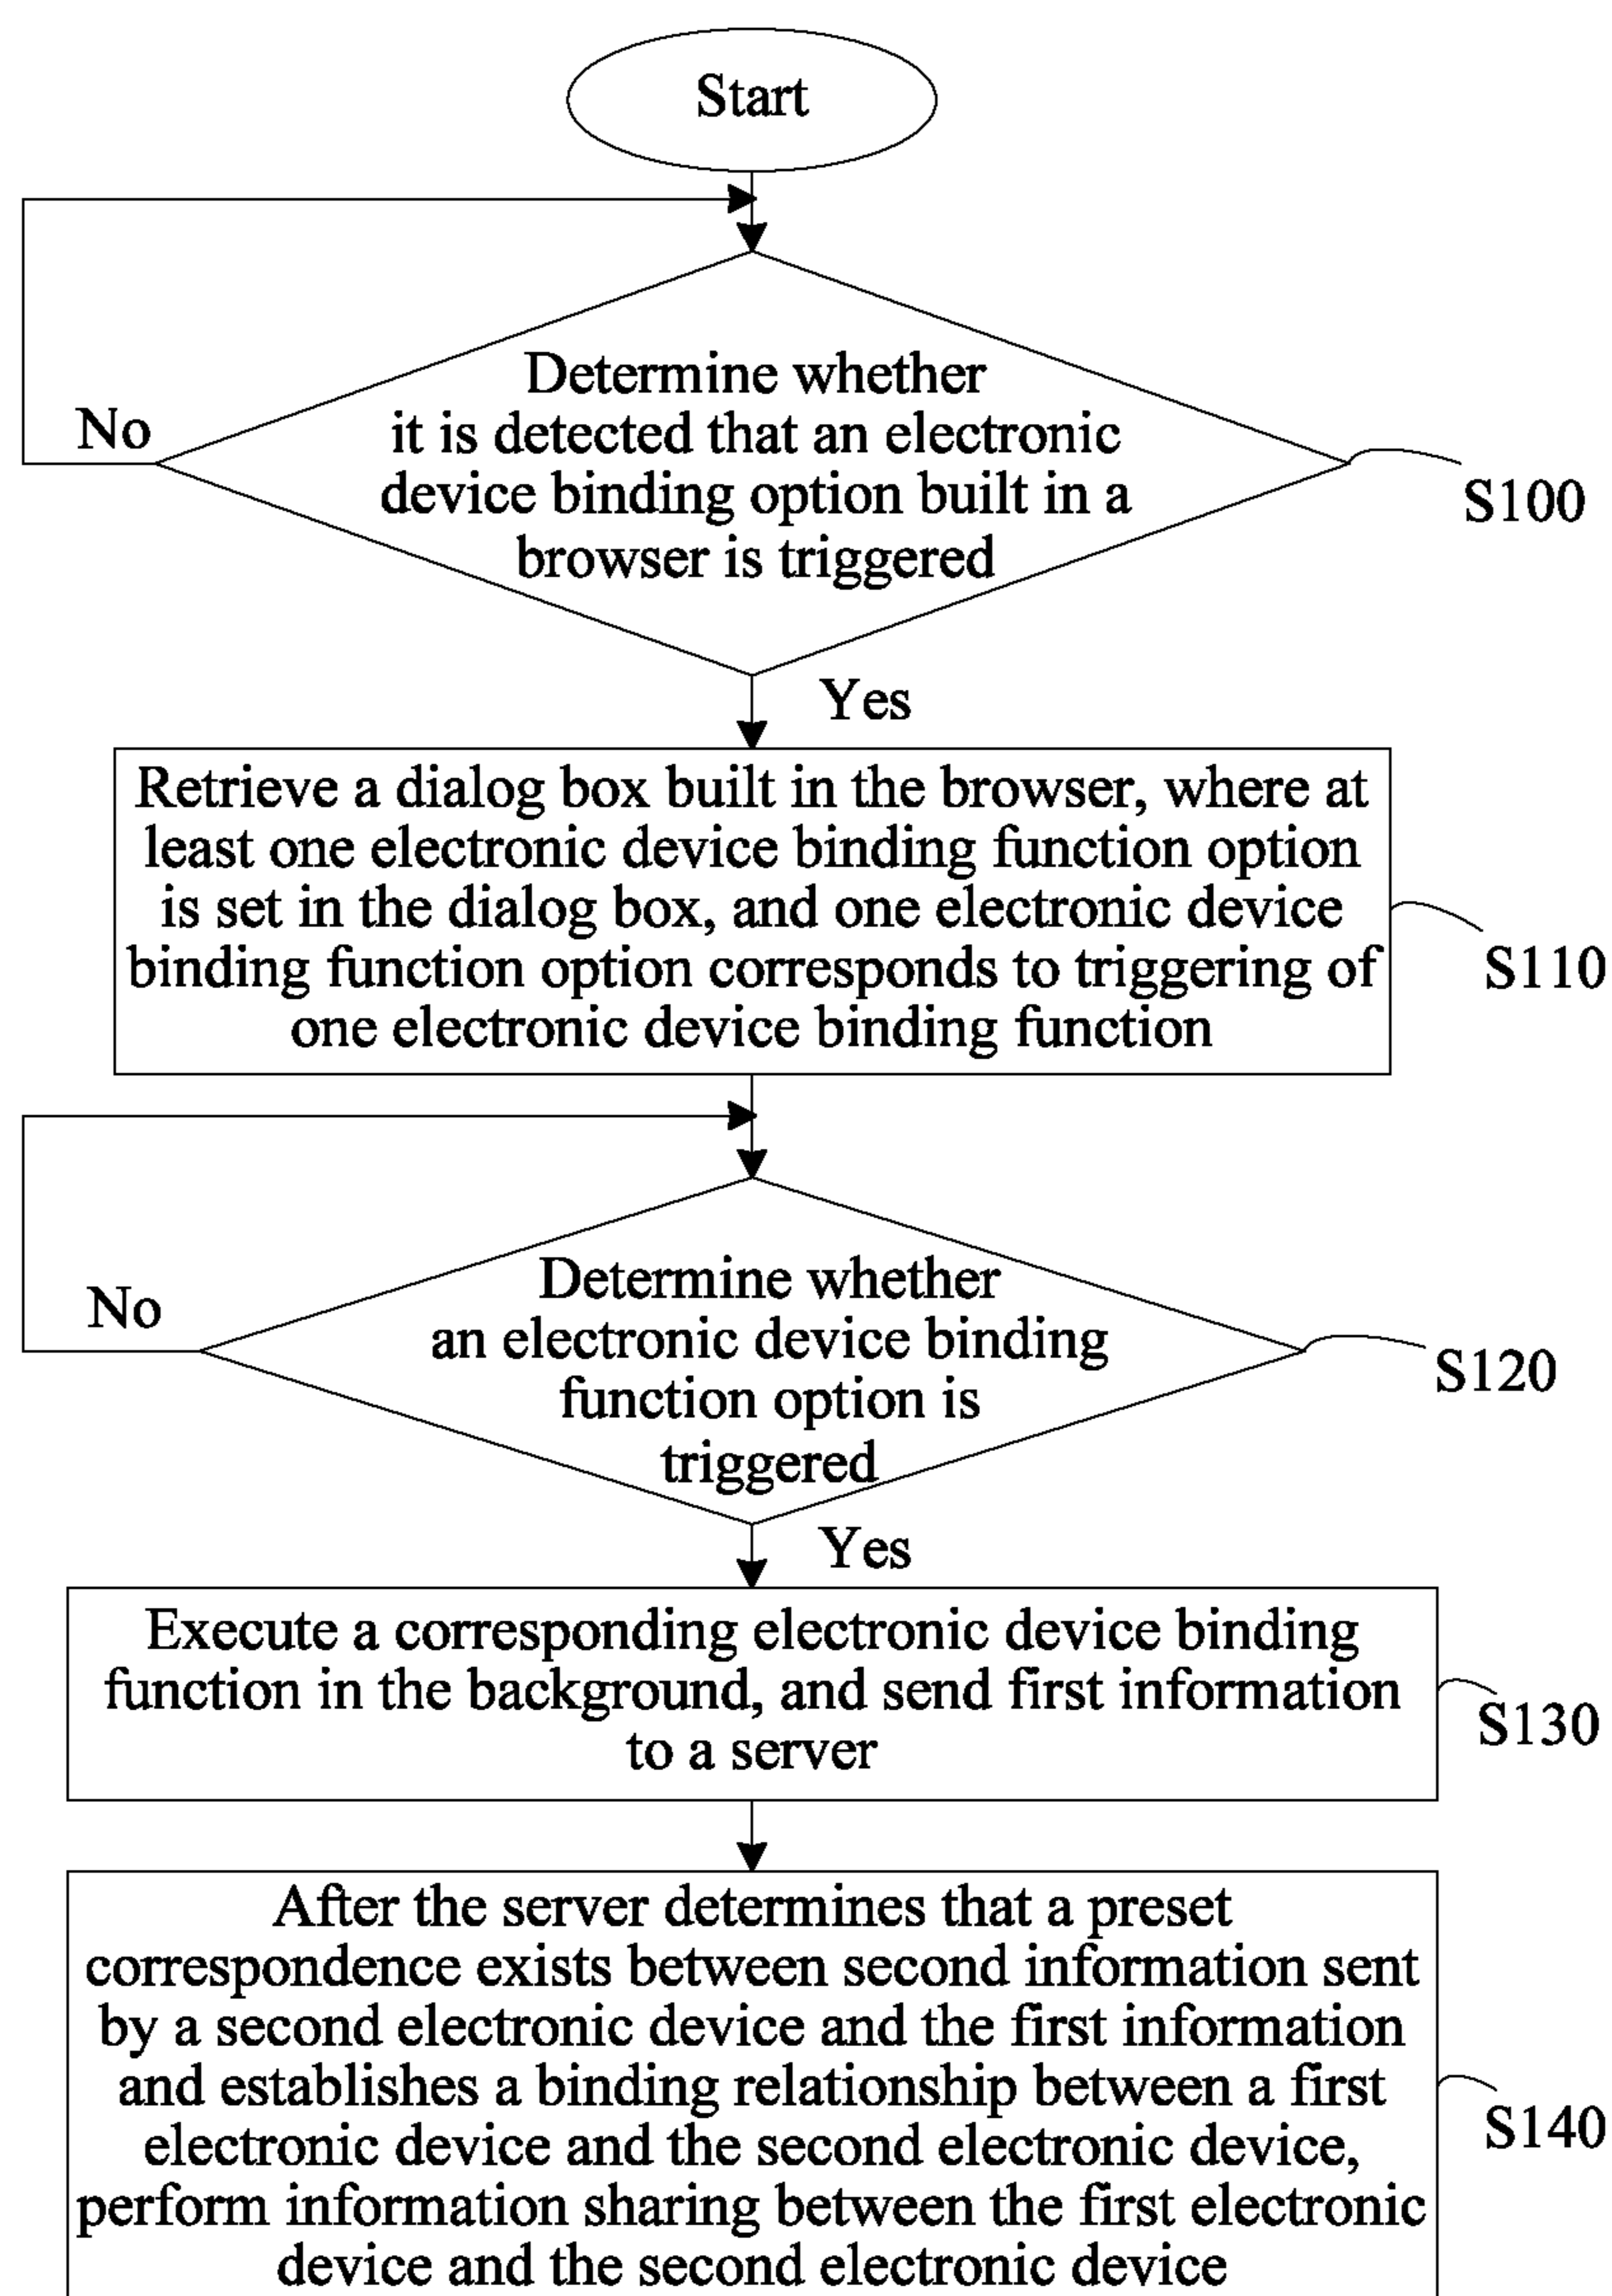 Start
Determine whether
it is detected that an electronic
device binding option built in a
browser is triggered
No
S100
Yes
Retrieve a dialog box built in the browser, where at
least one electronic device binding function option
is set in the dialog box, and one electronic device
binding function option corresponds to triggering of
one electronic device binding function
S110
Determine whether
an electronic device binding
function option is
triggered
No
S120
Yes
Execute a corresponding electronic device binding
function in the background, and send first information
to a server
S130
After the server determines that a preset
correspondence exists between second information sent
by a second electronic device and the first information
and establishes a binding relationship between a first
electronic device and the second electronic device,
perform information sharing between the first electronic
device and the second electronic device
S140